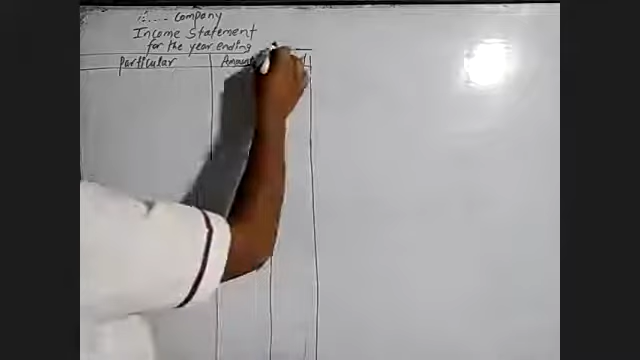 Company
Income Statement
for the year ending
Particular Amount